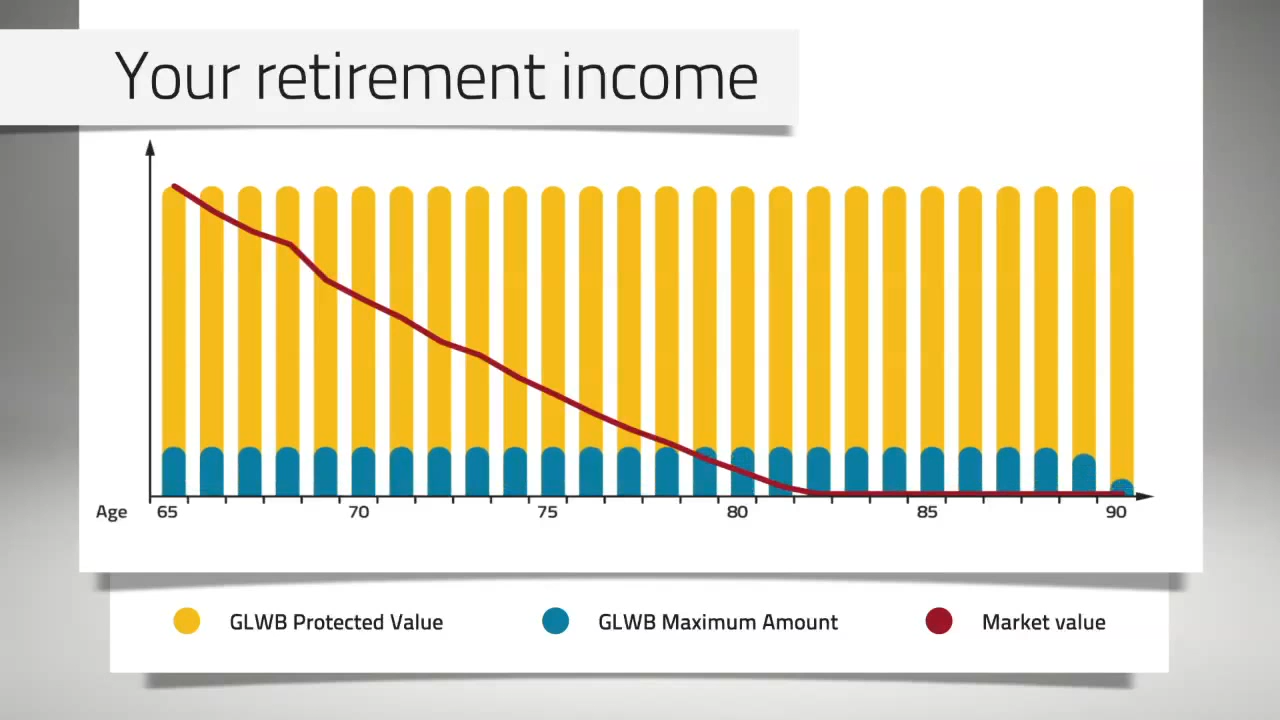 Your retirement income
Age 65 70 75 80 85 90
GLWB Protected Value GLWB Maximum Amount Market value